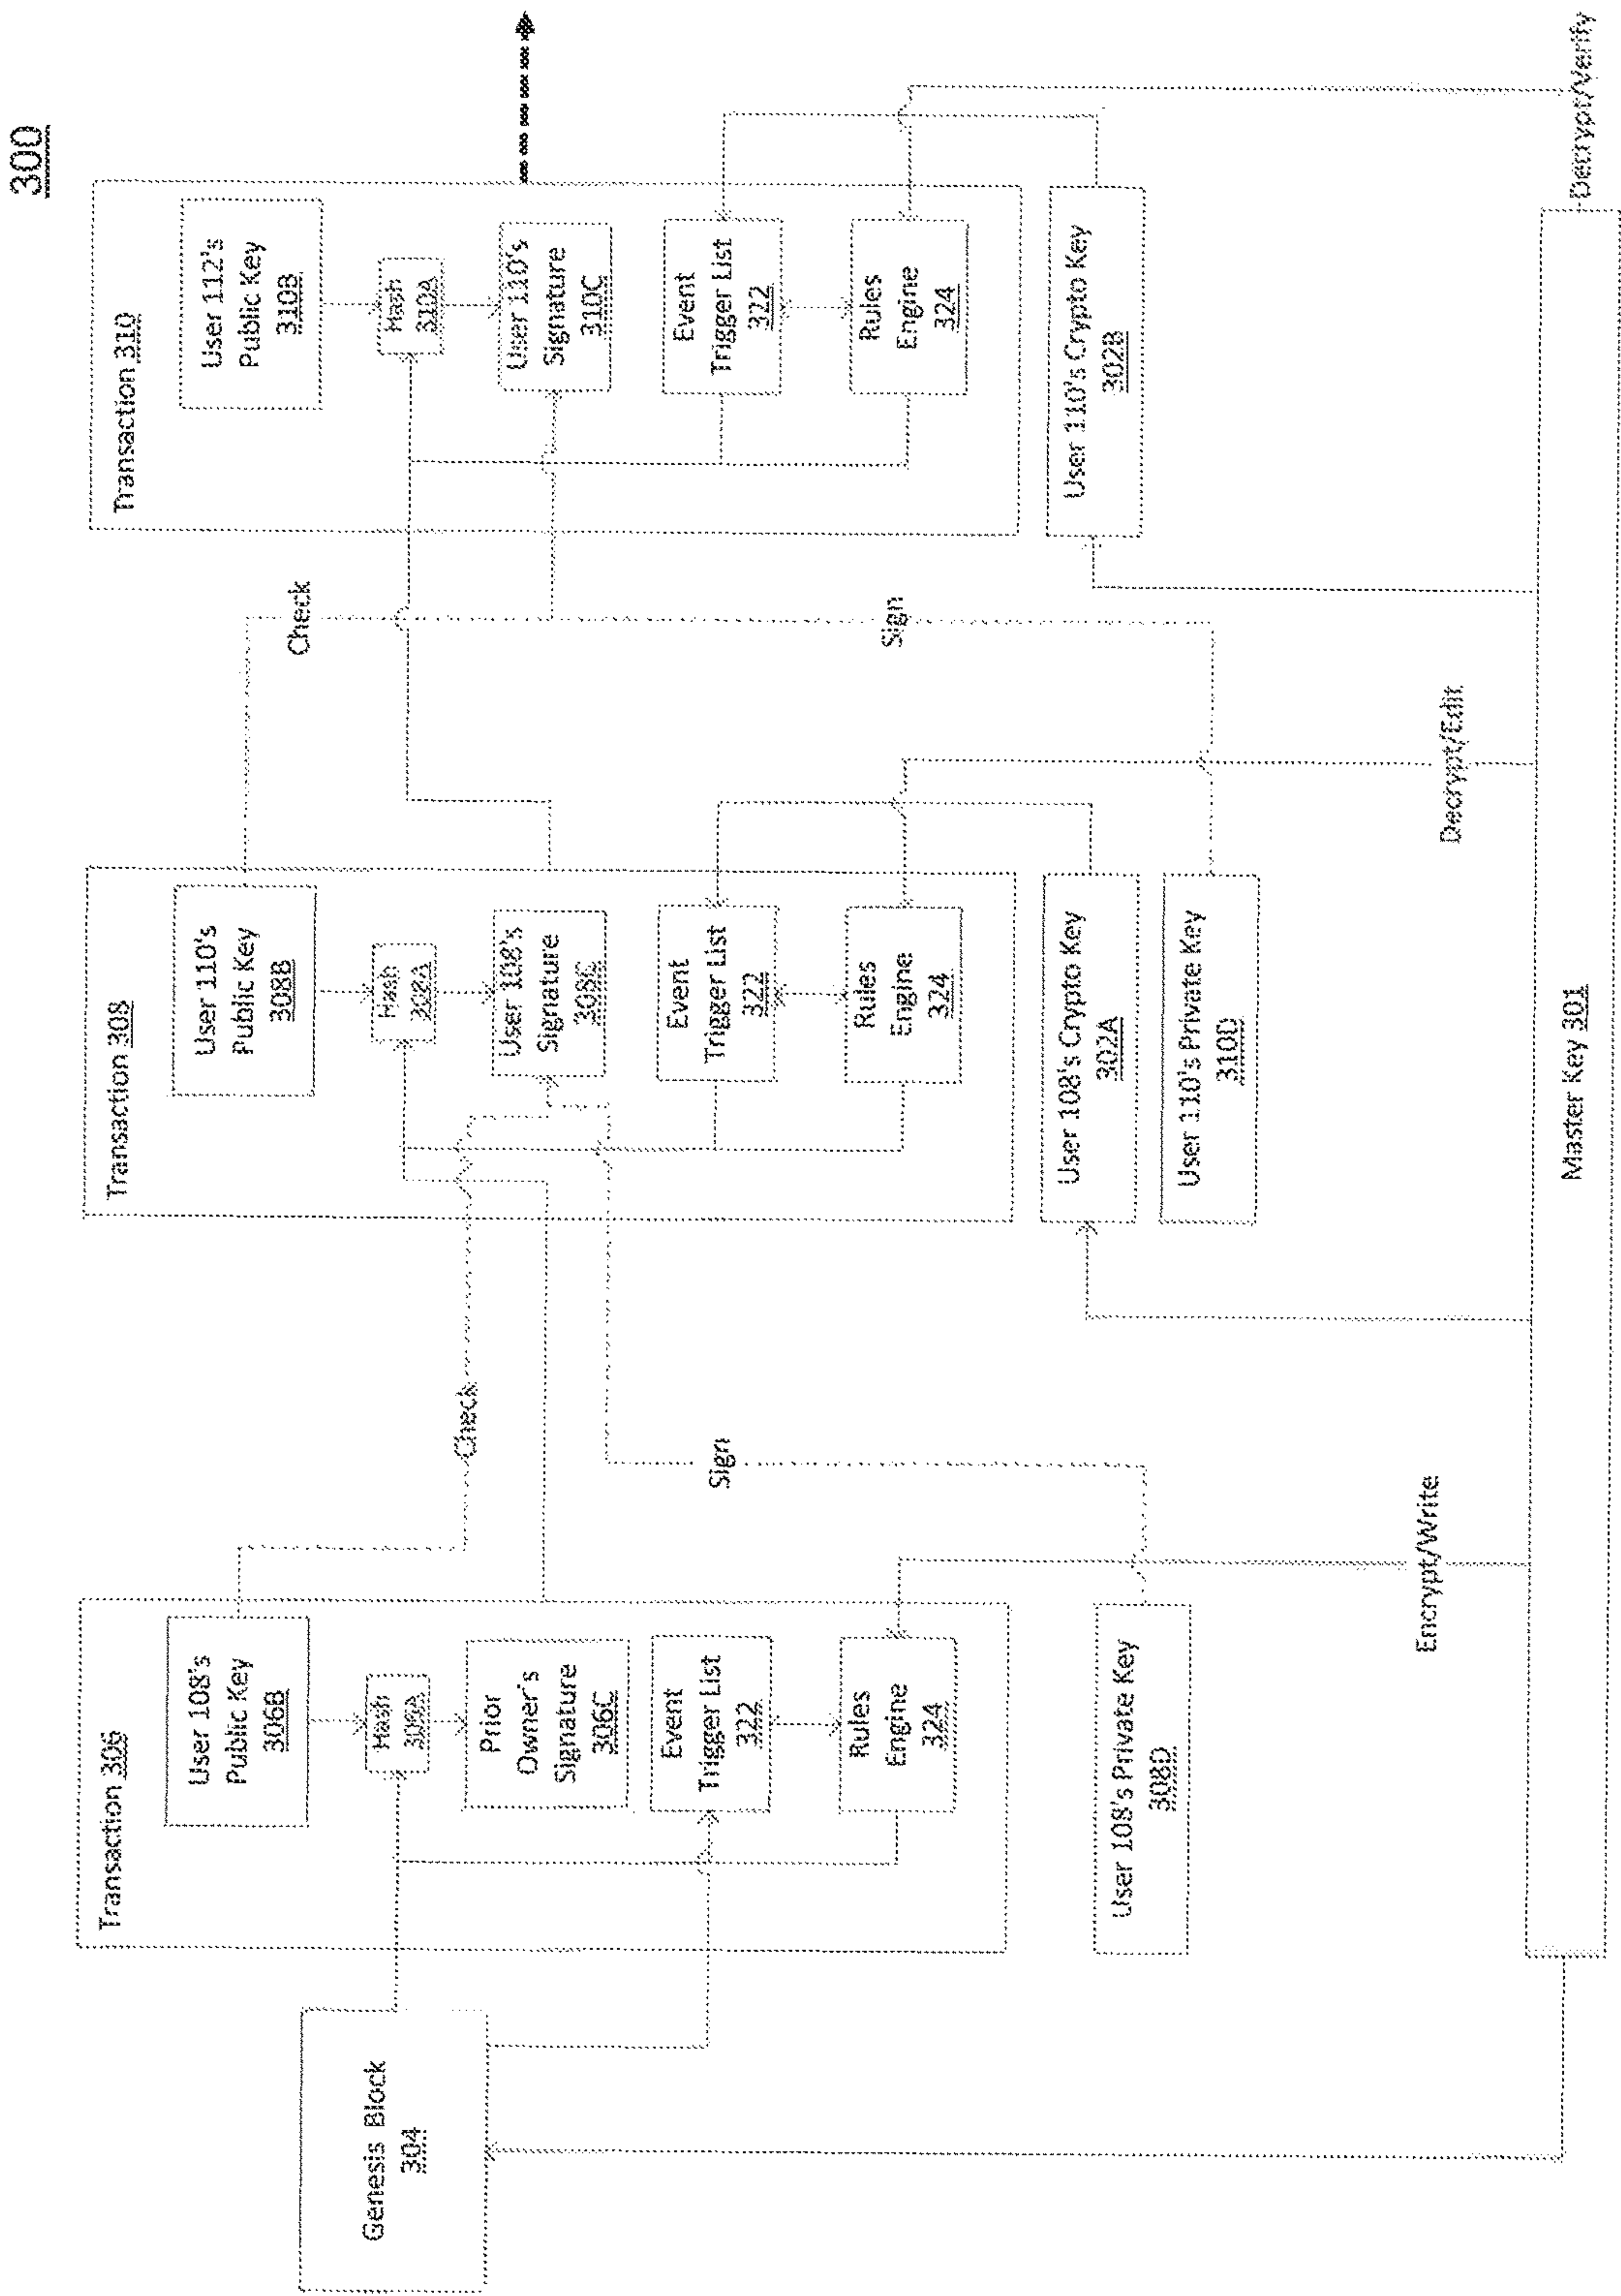 300
Genesis Block
304
Transaction 306
User 108's
Public Key
306B
Hash
306A
Prior
Owner's
Signature
306C
Event
Trigger List
322
Rules
Engine
324
User 108's Private Key
308D
Check
Sign
Encrypt/Write
Transaction 308
User 110's
Public Key
308B
Hash
308A
User 108's
Signature
308C
Event
Trigger List
322
Rules
Engine
324
User 108's Crypto Key
302A
User 110's Private Key
310D
Check
Sign
Decrypt/Edit
Transaction 310
User 112's
Public Key
310B
Hash
310A
User 110's
Signature
310C
Event
Trigger List
322
Rules
Engine
324
User 110's Crypto Key
302B
Master Key 301
Decrypt/Verify